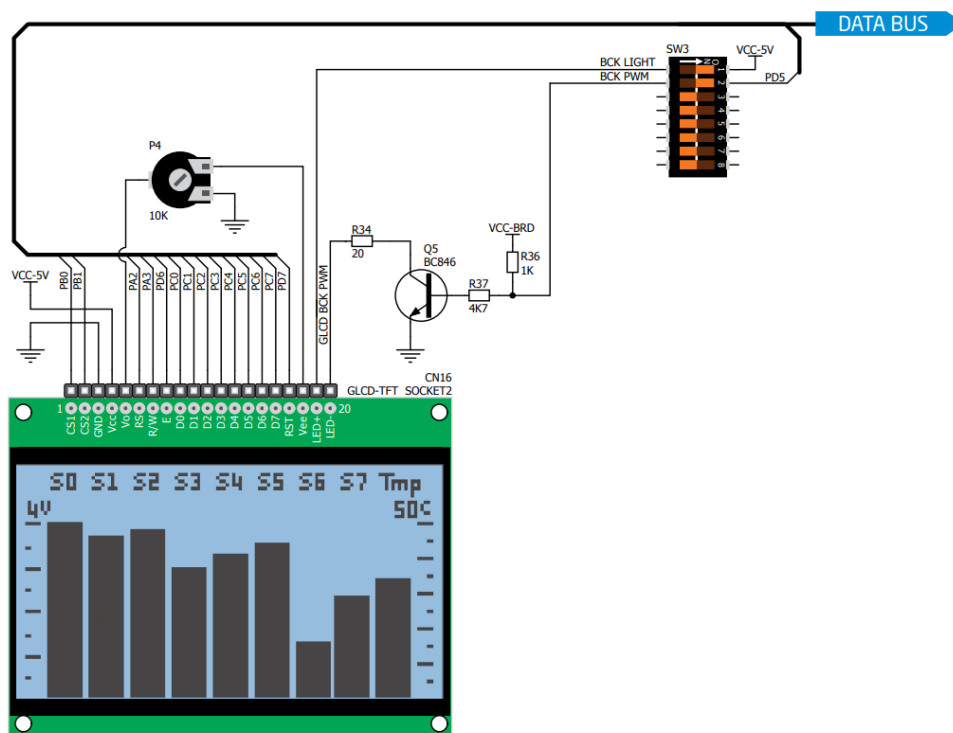 DATA BUS
SW3
VCC-5V
BCK LIGHT
BCK PWM
PD5
ON
1
2
3
4
5
6
7
8
P4
10K
VCC-BRD
R34
20
Q5
BC846
R36
1K
R37
4K7
VCC-5V
PB0
PB1
PA2
PA3
PD6
PC0
PC1
PC2
PC3
PC4
PC5
PC6
PC7
PD7
GLCD BCK PWM
CN16
GLCD-TFT SOCKET2
1
20
CS1
CS2
GND
Vcc
Vo
RS
R/W
E
D0
D1
D2
D3
D4
D5
D6
D7
RST
Vee
LED+
LED-
S0 S1 S2 S3 S4 S5 S6 S7 Tmp
4V 50C